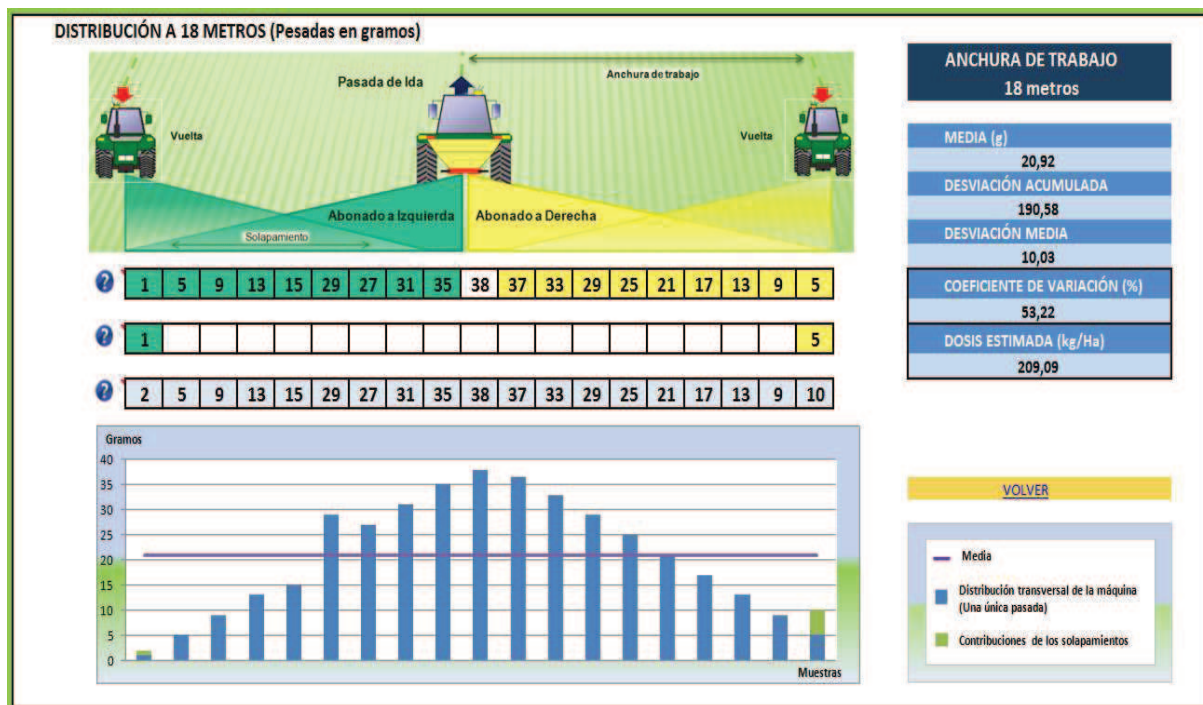 DISTRIBUCIÓN A 18 METROS (Pesadas en gramos)
Pasada de Ida
Anchura de trabajo
Vuelta
Vuelta
Abonado a Izquierda
Abonado a Derecha
Solapamiento
? 1 5 9 13 15 29 27 31 35 38 37 33 29 25 21 17 13 9 5
? 1 5
? 2 5 9 13 15 29 27 31 35 38 37 33 29 25 21 17 13 9 10
Gramos
40
35
30
25
20
15
10
5
0
Muestras
ANCHURA DE TRABAJO
18 metros
MEDIA (g)
20,92
DESVIACIÓN ACUMULADA
190,58
DESVIACIÓN MEDIA
10,03
COEFICIENTE DE VARIACIÓN (%)
53,22
DOSIS ESTIMADA (kg/Ha)
209,09
VOLVER
Media
Distribución transversal de la máquina
(Una única pasada)
Contribuciones de los solapamientos